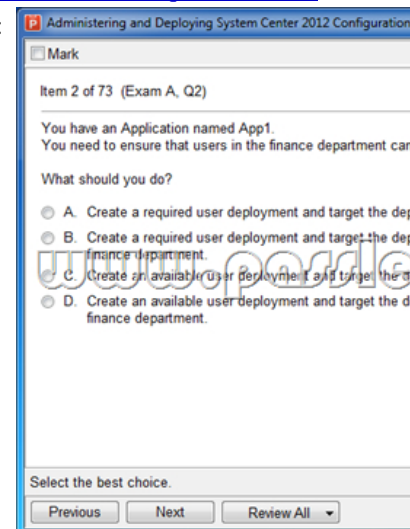 Administering and Deploying System Center 2012 Configuration
Mark
Item 2 of 73 (Exam A, Q2)
You have an Application named App1.
You need to ensure that users in the finance department
What should you do?
A. Create a required user deployment and target the
B. Create a required user deployment and target the
finance department.
C. Create an available user deployment and target the
D. Create an available user deployment and target the
finance department.
Select the best choice.
Previous Next Review All